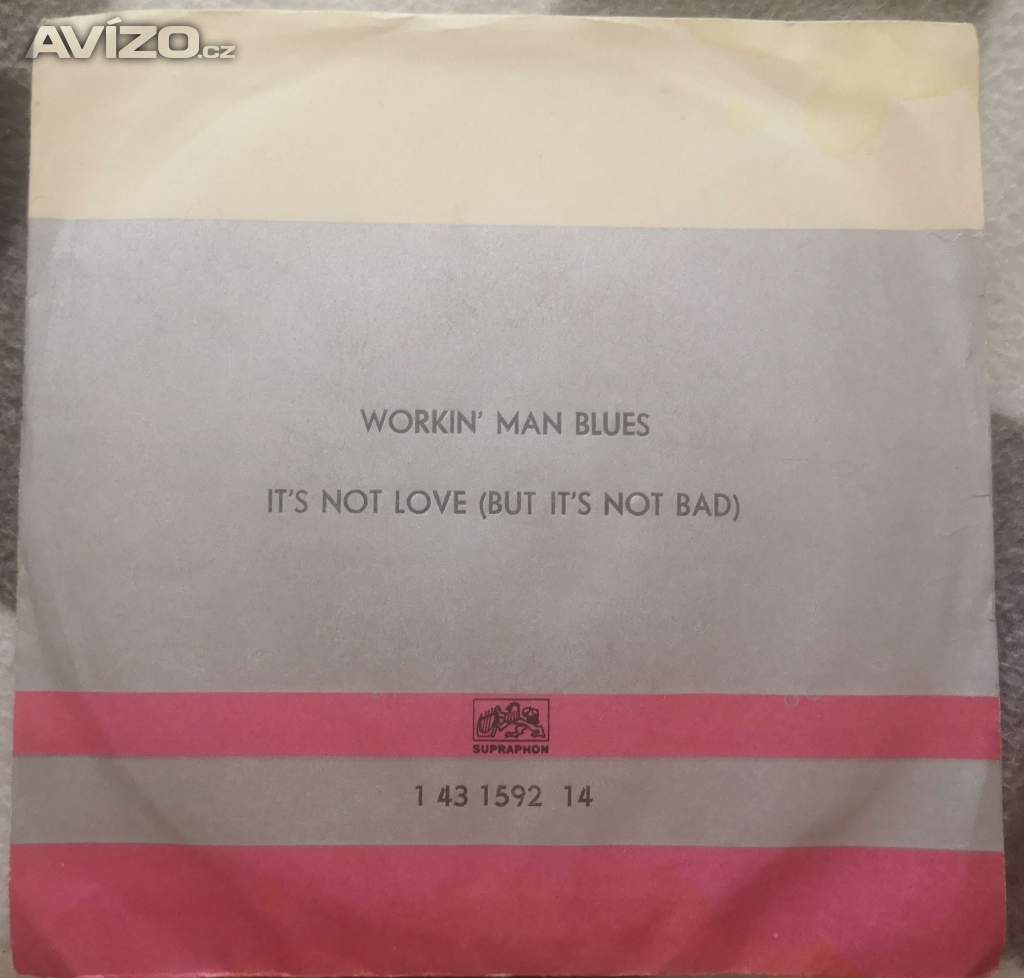 AVÍZO.cz
WORKIN' MAN BLUES
IT'S NOT LOVE (BUT IT'S NOT BAD)
SUPRAPHON
1 43 1592 14